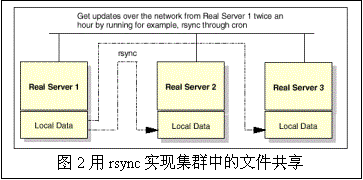 Get updates over the network from Real Server 1 twice an
hour by running for example, rsync through cron
rsync
Real Server 1
Real Server 2
Real Server 3
Local Data
Local Data
Local Data
图 2 用 rsync 实现集群中的文件共享